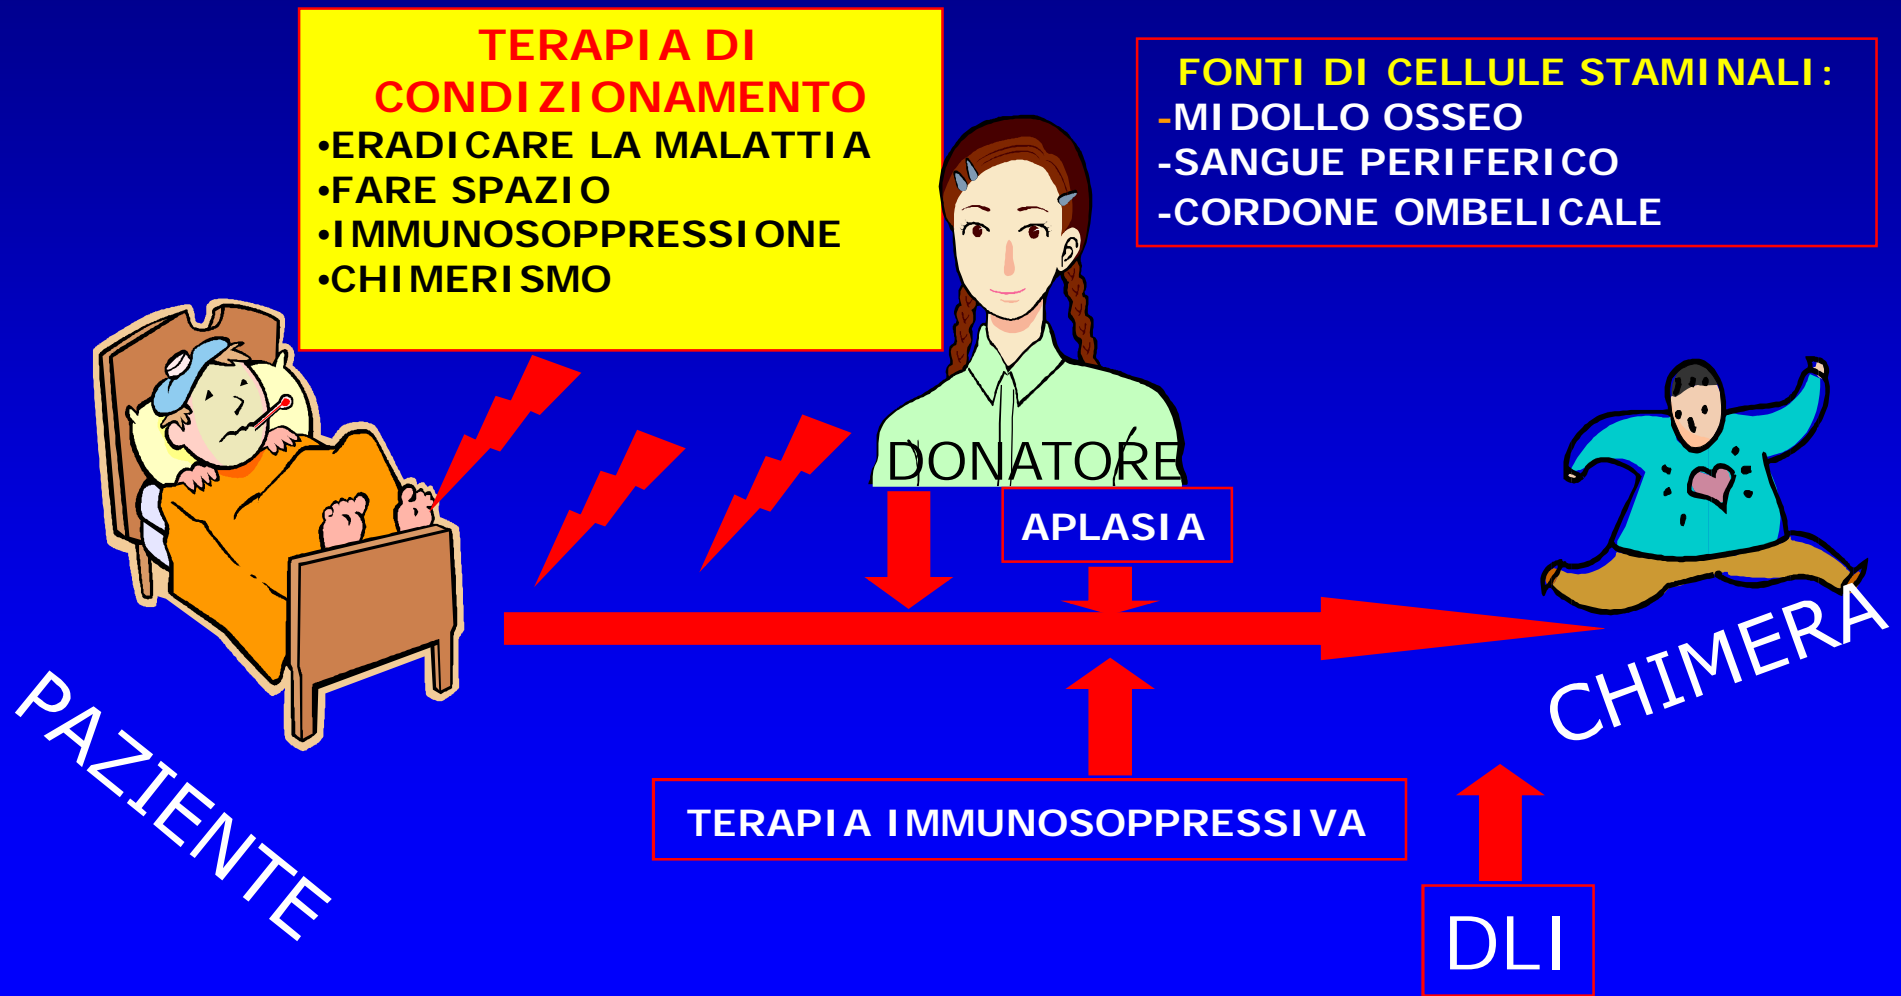 TERAPIA DI
CONDIZIONAMENTO
•ERADICARE LA MALATTIA
•FARE SPAZIO
•IMMUNOSOPPRESSIONE
•CHIMERISMO
FONTI DI CELLULE STAMINALI:
-MIDOLLO OSSEO
-SANGUE PERIFERICO
-CORDONE OMBELICALE
DONATORE
APLASIA
PAZIENTE
CHIMERA
TERAPIA IMMUNOSOPPRESSIVA
DLI